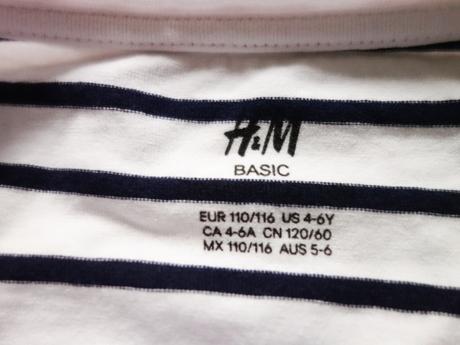 H&M
BASIC
EUR 110/116 US 4-6Y
CA 4-6A CN 120/60
MX 110/116 AUS 5-6